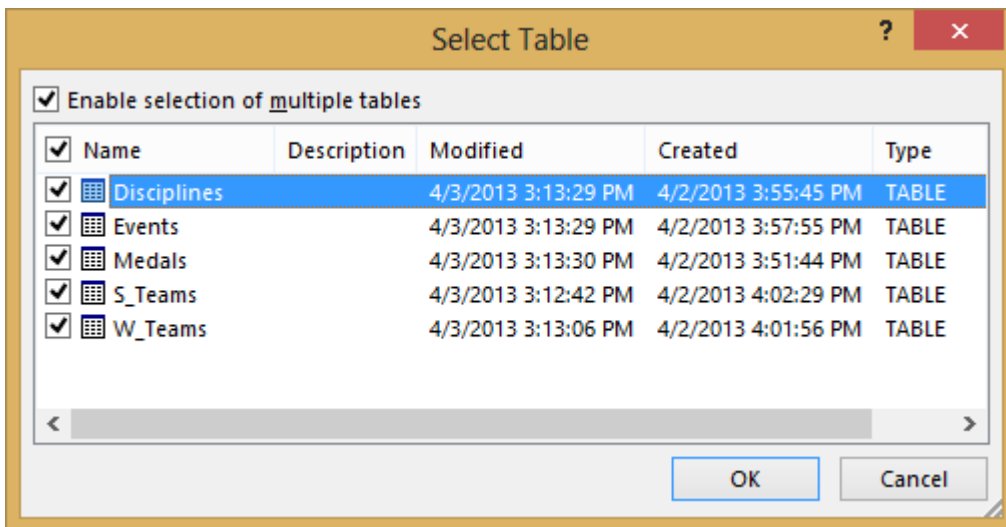 Select Table
?
Enable selection of multiple tables
Name Description Modified Created Type
Disciplines 4/3/2013 3:13:29 PM 4/2/2013 3:55:45 PM TABLE
Events 4/3/2013 3:13:29 PM 4/2/2013 3:57:55 PM TABLE
Medals 4/3/2013 3:13:30 PM 4/2/2013 3:51:44 PM TABLE
S_Teams 4/3/2013 3:12:42 PM 4/2/2013 4:02:29 PM TABLE
W_Teams 4/3/2013 3:13:06 PM 4/2/2013 4:01:56 PM TABLE
OK Cancel